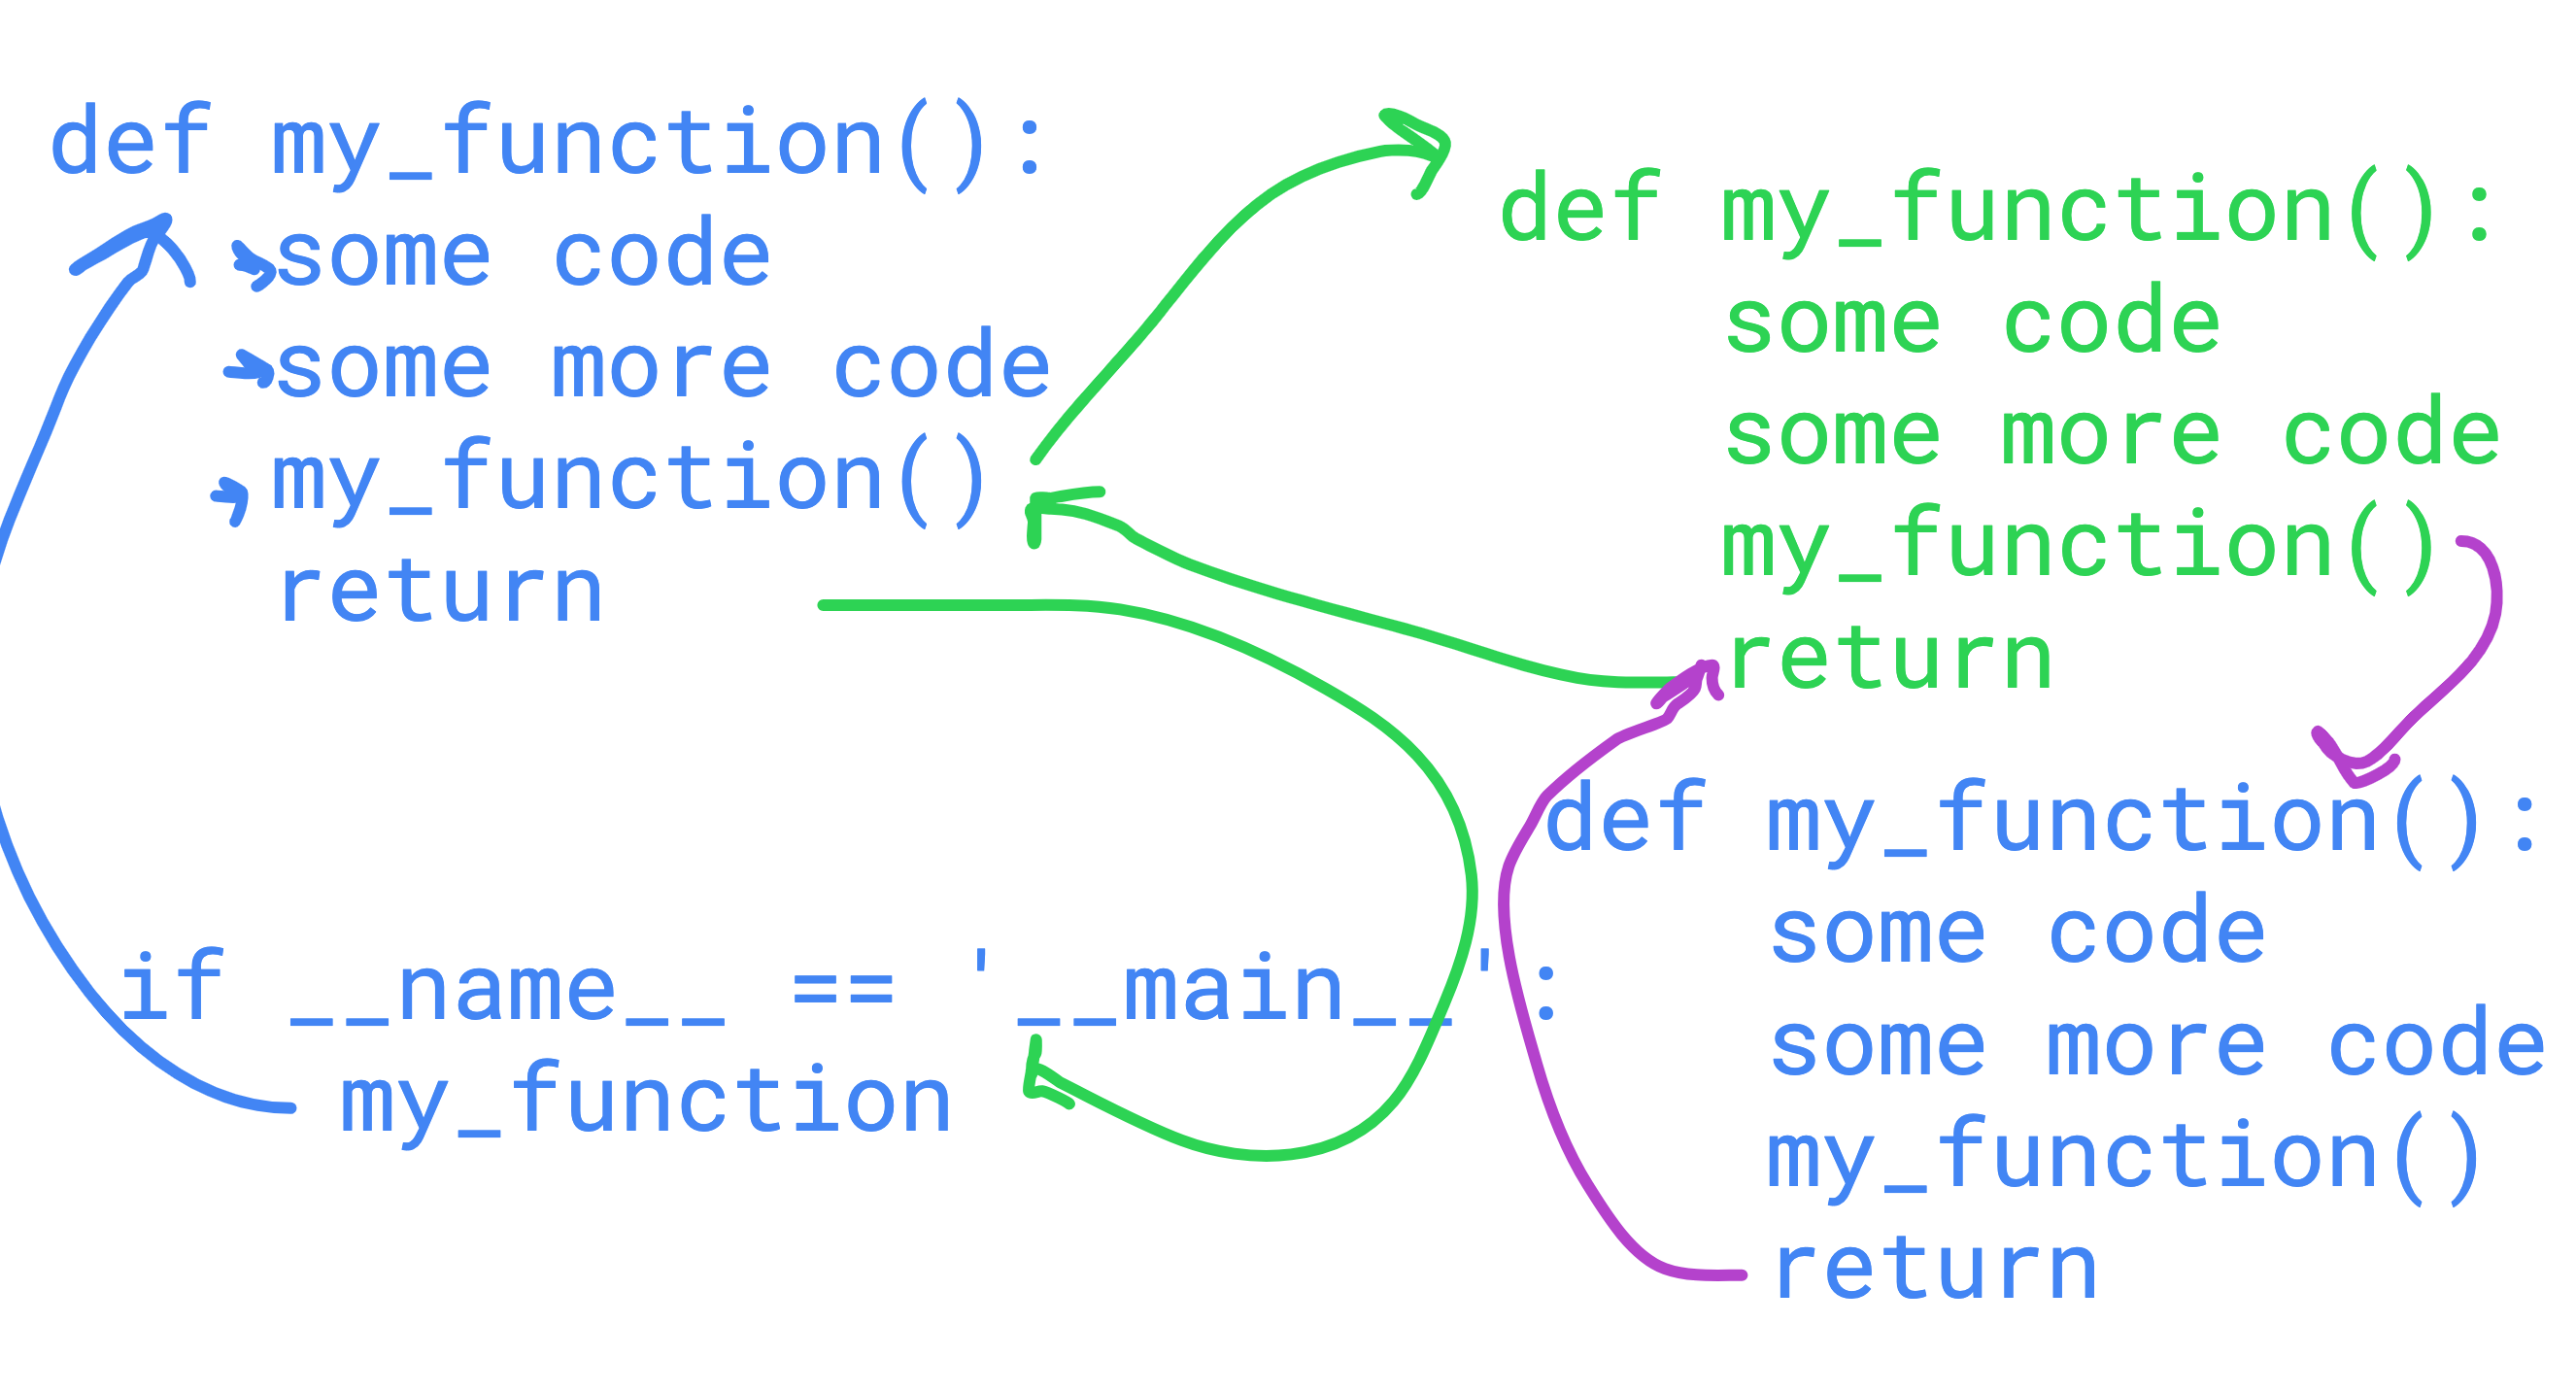 def my_function():
some code
some more code
my_function()
return
if __name__ == '__main__':
my_function
def my_function():
some code
some more code
my_function()
return
def my_function():
some code
some more code
my_function()
return